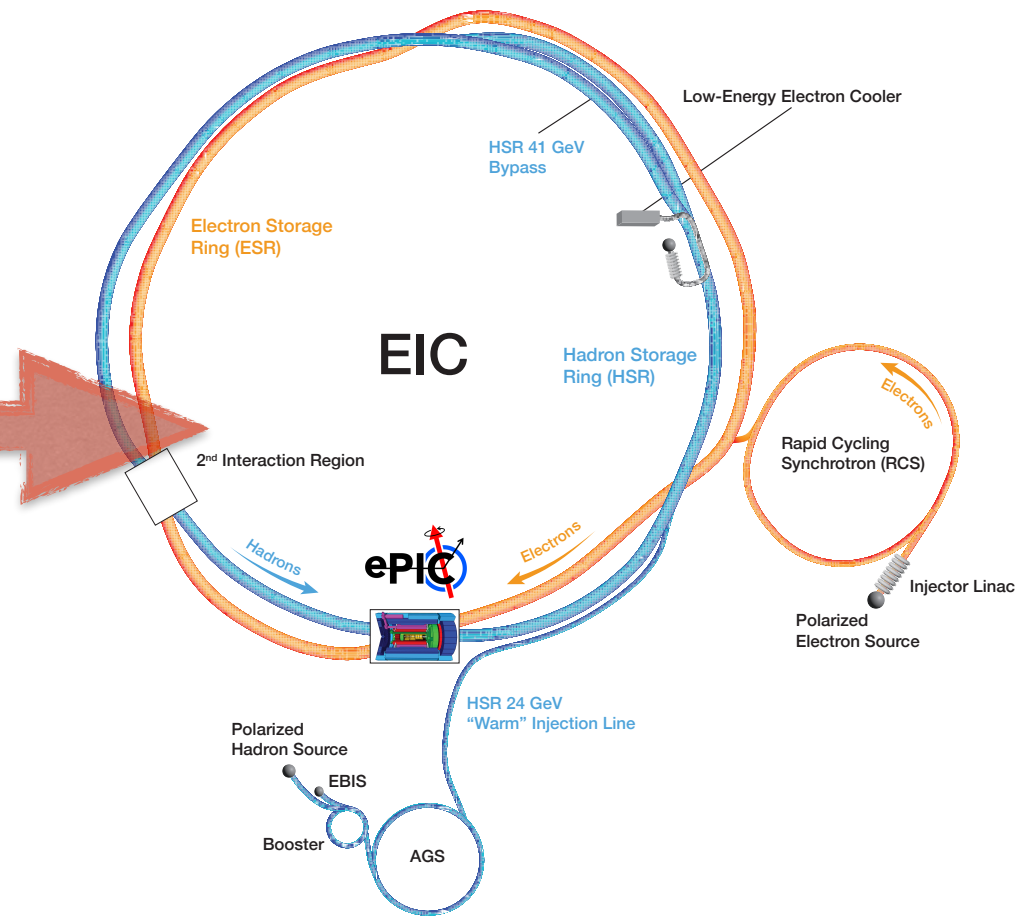 Low-Energy Electron Cooler
HSR 41 GeV
Bypass
Electron Storage
Ring (ESR)
EIC
Hadron Storage
Ring (HSR)
Electrons
Rapid Cycling
Synchrotron (RCS)
2nd Interaction Region
Hadrons
ePIC
Electrons
Injector Linac
Polarized
Electron Source
HSR 24 GeV
“Warm” Injection Line
Polarized
Hadron Source
EBIS
Booster
AGS